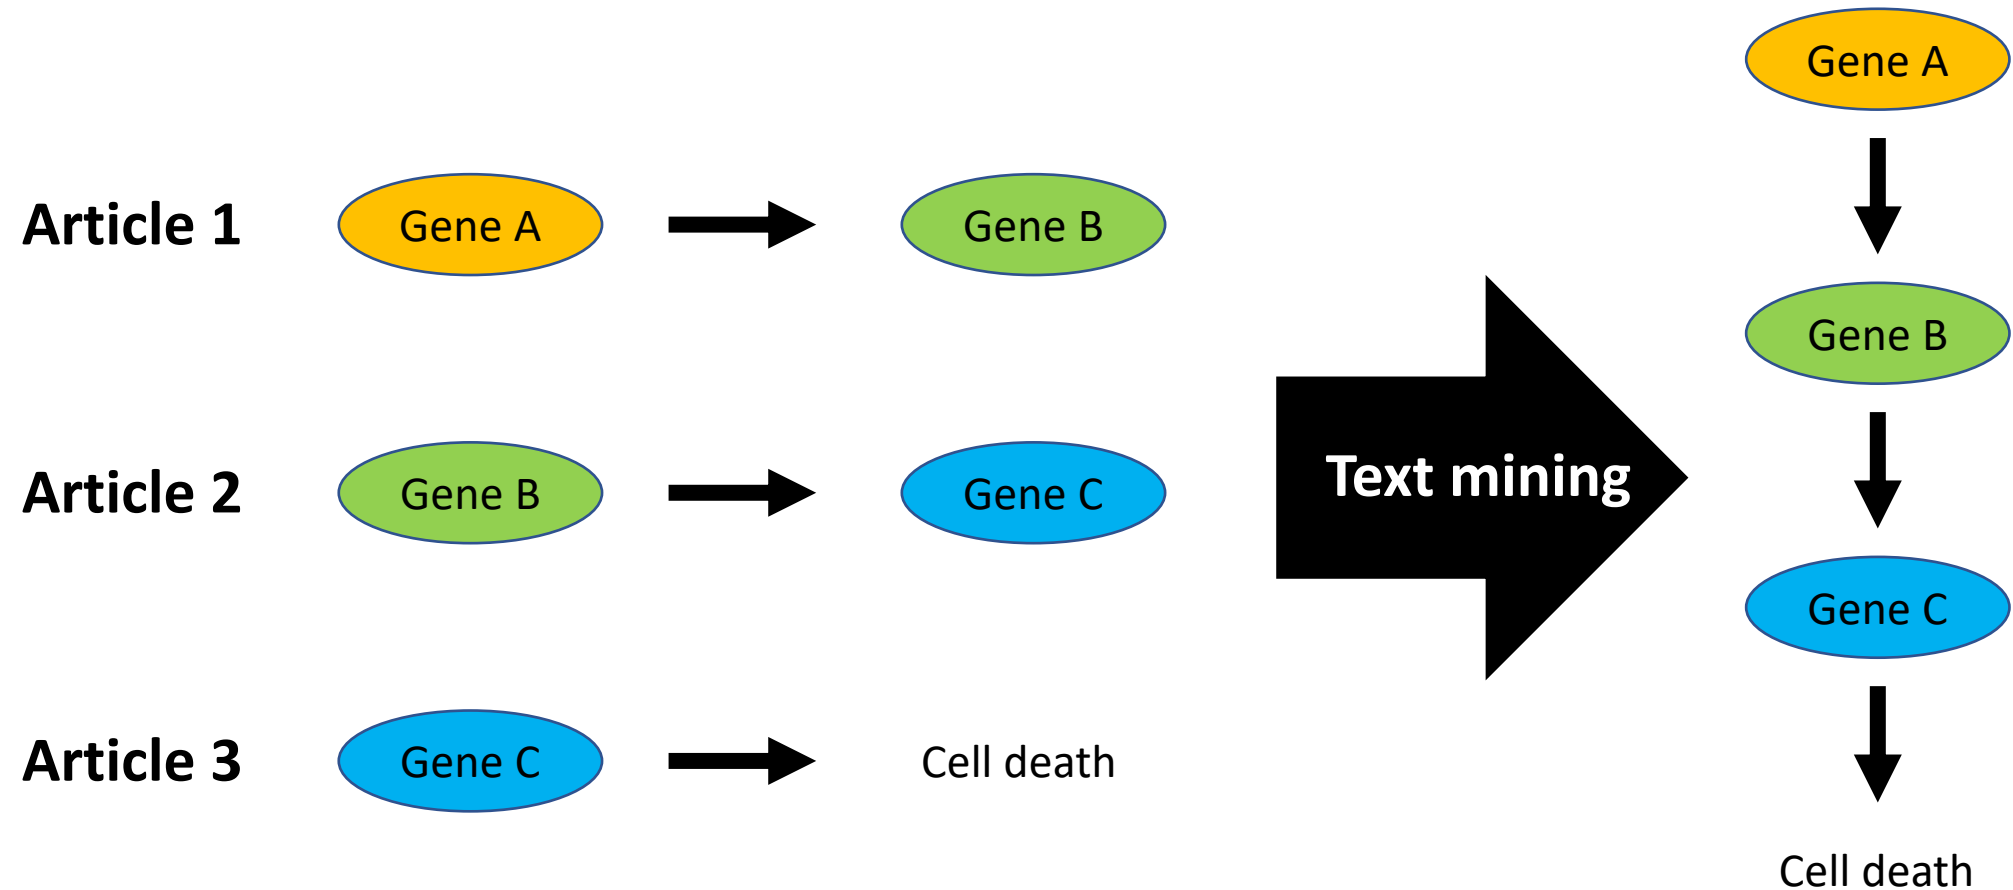 Article 1
Gene A
Gene B
Article 2
Gene B
Gene C
Article 3
Gene C
Cell death
Text mining
Gene A
Gene B
Gene C
Cell death